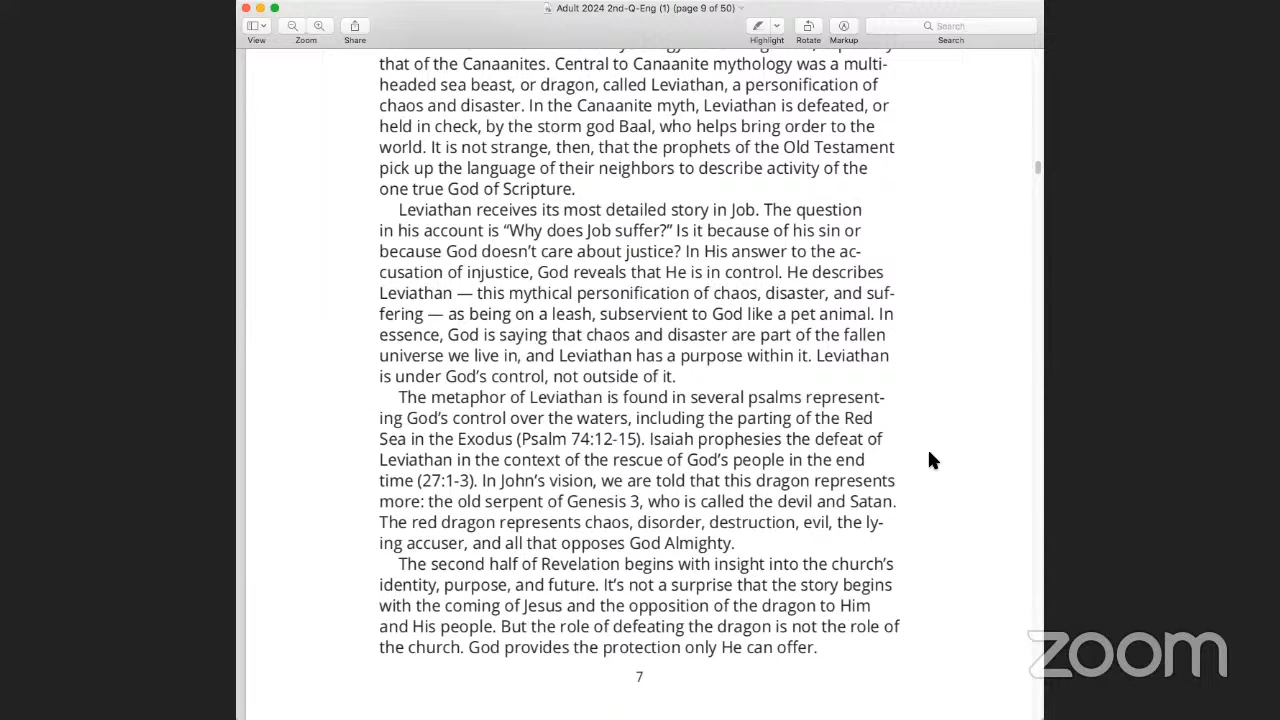 Adult 2024 2nd-Q-Eng (1) (page 9 of 50)
View
Zoom
Share
Highlight
Rotate
Markup
Search
Search
that of the Canaanites. Central to Canaanite mythology was a multi-
headed sea beast, or dragon, called Leviathan, a personification of
chaos and disaster. In the Canaanite myth, Leviathan is defeated, or
held in check, by the storm god Baal, who helps bring order to the
world. It is not strange, then, that the prophets of the Old Testament
pick up the language of their neighbors to describe activity of the
one true God of Scripture.
Leviathan receives its most detailed story in Job. The question
in his account is “Why does Job suffer?” Is it because of his sin or
because God doesn’t care about justice? In His answer to the ac-
cusation of injustice, God reveals that He is in control. He describes
Leviathan — this mythical personification of chaos, disaster, and suf-
fering — as being on a leash, subservient to God like a pet animal. In
essence, God is saying that chaos and disaster are part of the fallen
universe we live in, and Leviathan has a purpose within it. Leviathan
is under God’s control, not outside of it.
The metaphor of Leviathan is found in several psalms represent-
ing God’s control over the waters, including the parting of the Red
Sea in the Exodus (Psalm 74:12-15). Isaiah prophesies the defeat of
Leviathan in the context of the rescue of God’s people in the end
time (27:1-3). In John’s vision, we are told that this dragon represents
more: the old serpent of Genesis 3, who is called the devil and Satan.
The red dragon represents chaos, disorder, destruction, evil, the ly-
ing accuser, and all that opposes God Almighty.
The second half of Revelation begins with insight into the church’s
identity, purpose, and future. It’s not a surprise that the story begins
with the coming of Jesus and the opposition of the dragon to Him
and His people. But the role of defeating the dragon is not the role of
the church. God provides the protection only He can offer.
7
zoom